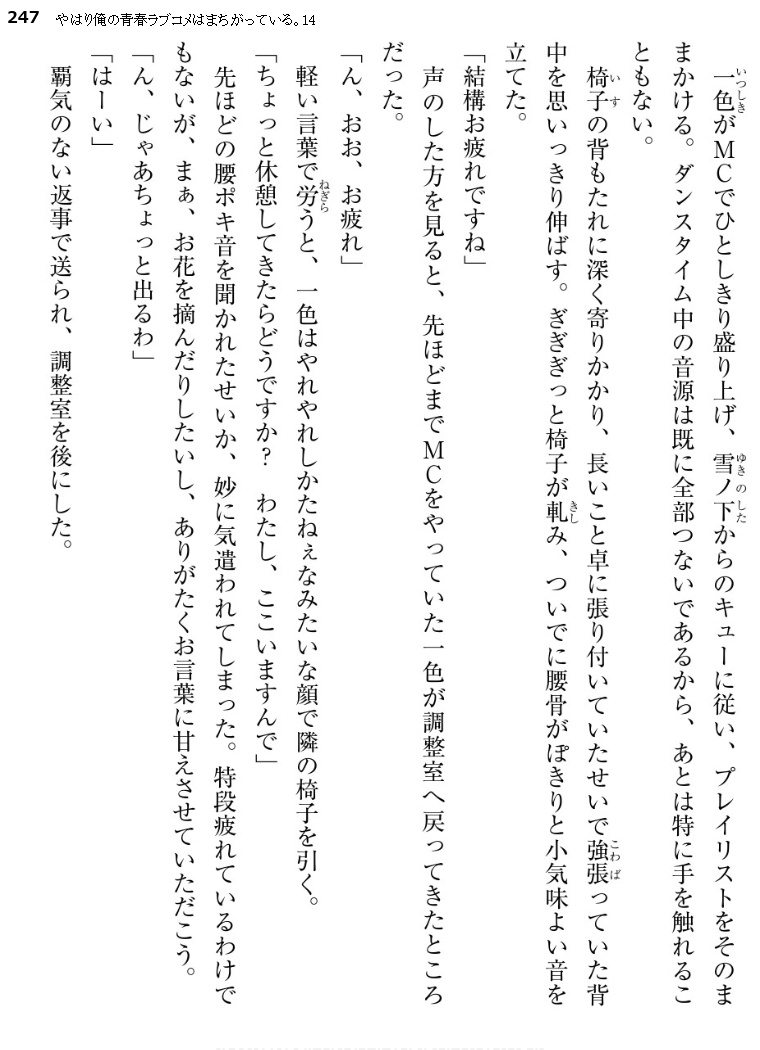 247 やはり俺の青春ラブコメはまちがっている。14
一色がMCでひとしきり盛り上げ、雪ノ下からのキューに従い、プレイリストをそのま
まかける。ダンスタイム中の音源は既に全部つないであるから、あとは特に手を触れるこ
ともない。
椅子の背もたれに深く寄りかかり、長いこと卓に張り付いていたせいで強張っていた背
中を思いっきり伸ばす。ぎぎぎっと椅子が軋み、ついでに腰骨がぽきりと小気味よい音を
立てた。
「結構お疲れですね」
声のした方を見ると、先ほどまでMCをやっていた一色が調整室へ戻ってきたところ
だった。
「ん、おお、お疲れ」
軽い言葉で労うと、一色はやれやれしかたねぇなみたいな顔で隣の椅子を引く。
「ちょっと休憩してきたらどうですか?　わたし、ここいますんで」
先ほどの腰ポキ音を聞かれたせいか、妙に気遣われてしまった。特段疲れているわけで
もないが、まぁ、お花を摘んだりしたいし、ありがたくお言葉に甘えさせていただこう。
「ん、じゃあちょっと出るわ」
「はーい」
覇気のない返事で送られ、調整室を後にした。